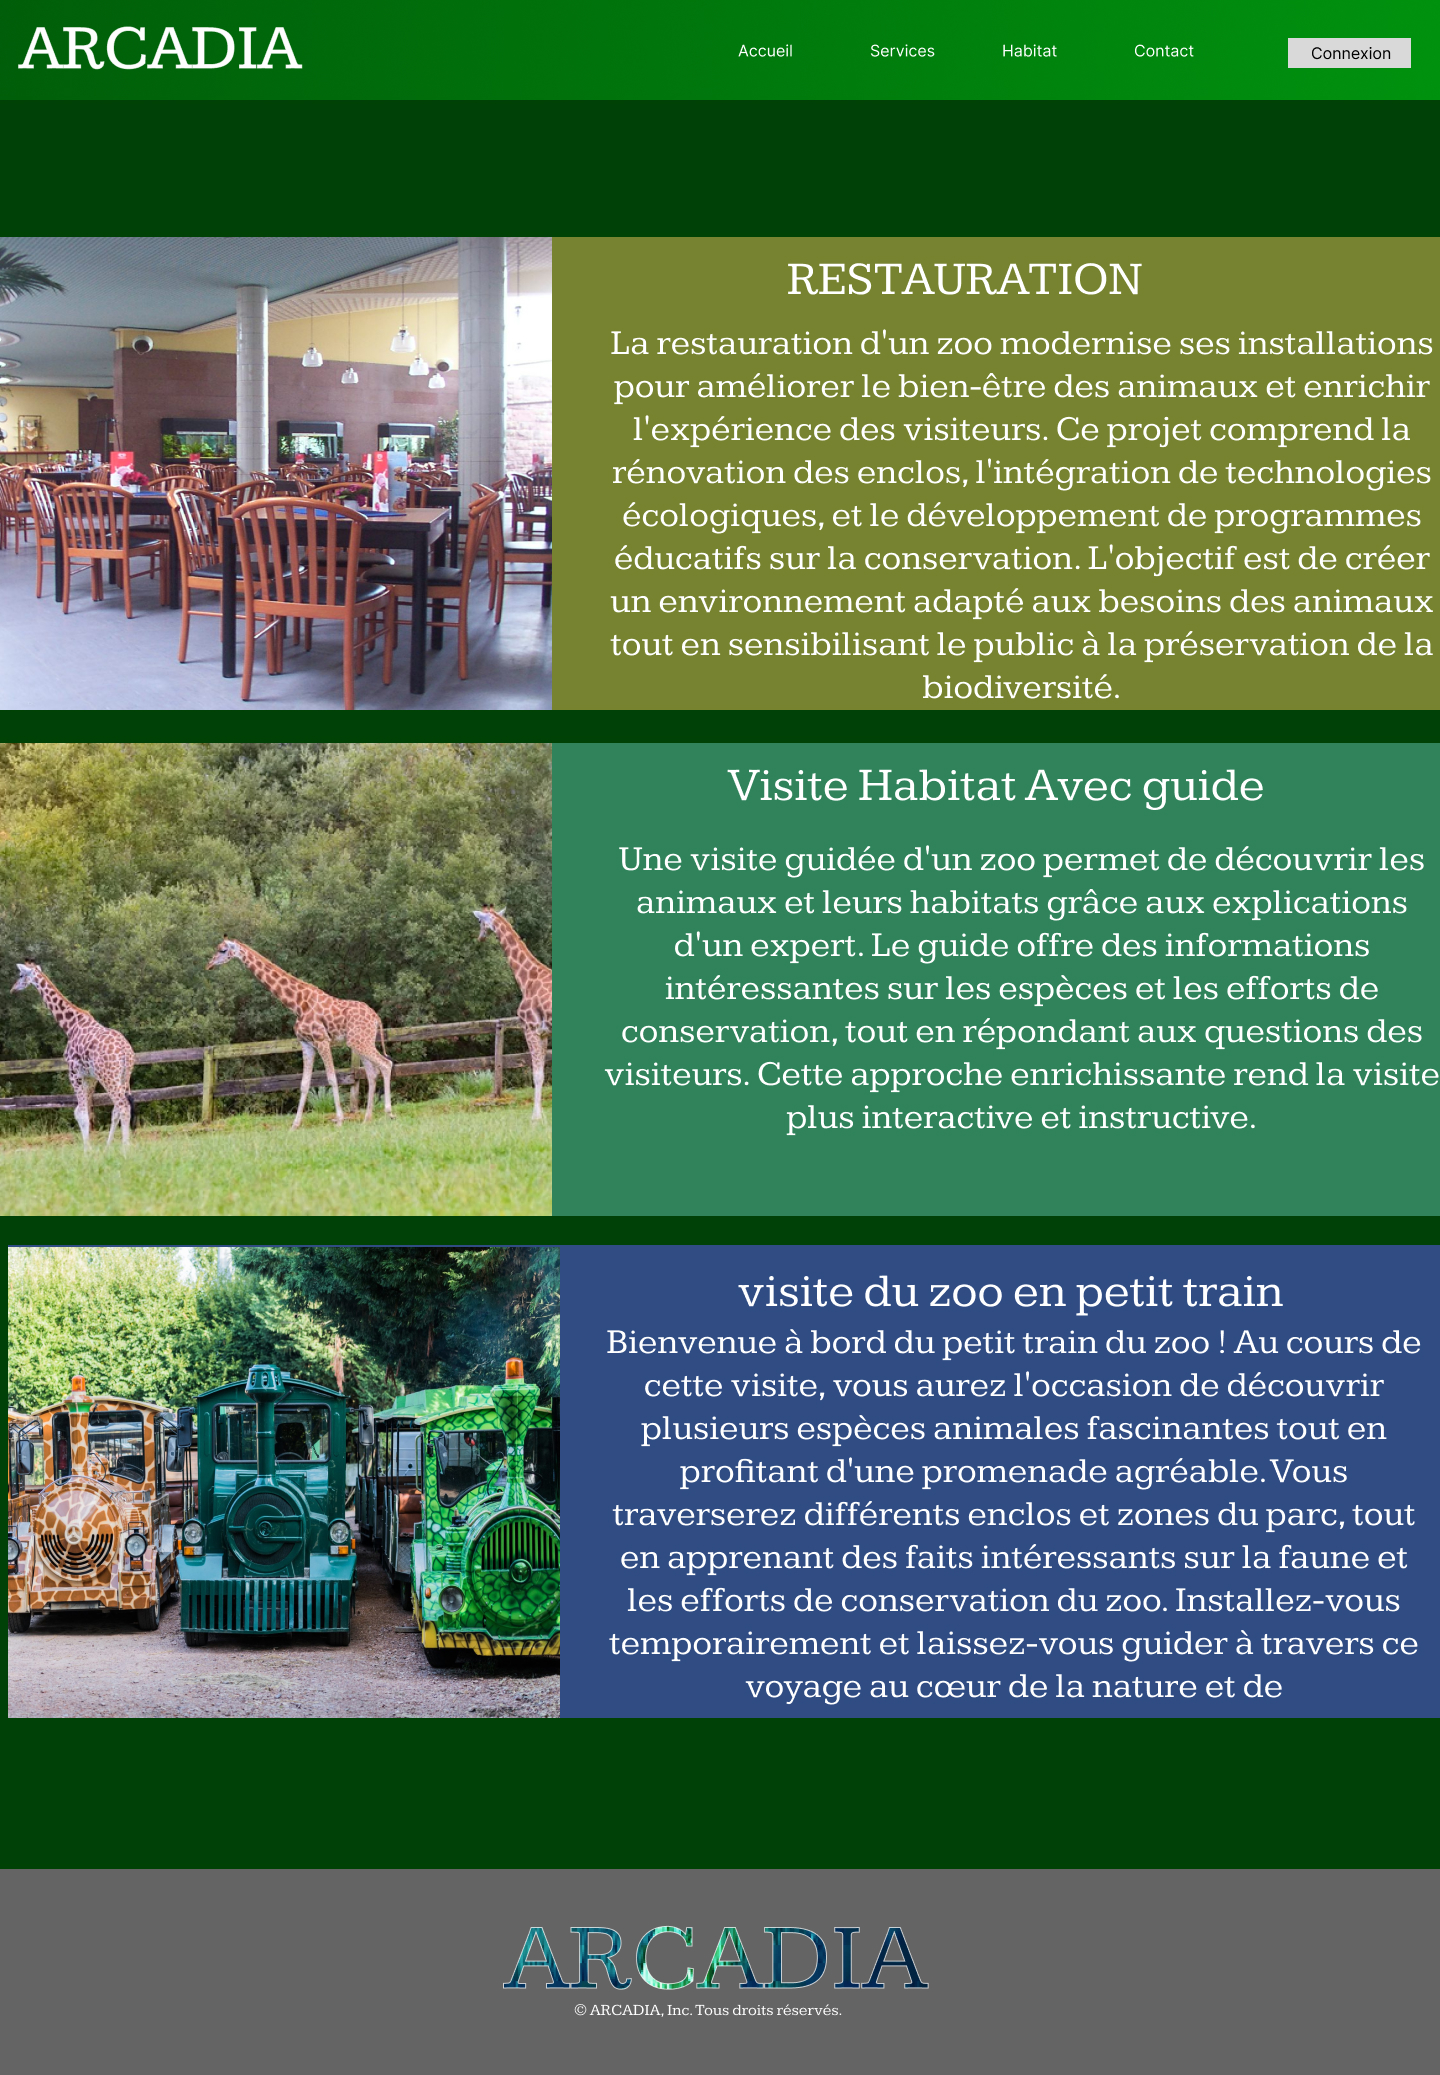 ARCADIA
Accueil
Services
Habitat
Contact
Connexion
RESTAURATION
La restauration d'un zoo modernise ses installations
pour améliorer le bien-être des animaux et enrichir
l'expérience des visiteurs. Ce projet comprend la
rénovation des enclos, l'intégration de technologies
écologiques, et le développement de programmes
éducatifs sur la conservation. L'objectif est de créer
un environnement adapté aux besoins des animaux
tout en sensibilisant le public à la préservation de la
biodiversité.
Visite Habitat Avec guide
Une visite guidée d'un zoo permet de découvrir les
animaux et leurs habitats grâce aux explications
d'un expert. Le guide offre des informations
intéressantes sur les espèces et les efforts de
conservation, tout en répondant aux questions des
visiteurs. Cette approche enrichissante rend la visite
plus interactive et instructive.
visite du zoo en petit train
Bienvenue à bord du petit train du zoo ! Au cours de
cette visite, vous aurez l'occasion de découvrir
plusieurs espèces animales fascinantes tout en
profitant d'une promenade agréable. Vous
traverserez différents enclos et zones du parc, tout
en apprenant des faits intéressants sur la faune et
les efforts de conservation du zoo. Installez-vous
temporairement et laissez-vous guider à travers ce
voyage au cœur de la nature et de
ARCADIA
© ARCADIA, Inc. Tous droits réservés.